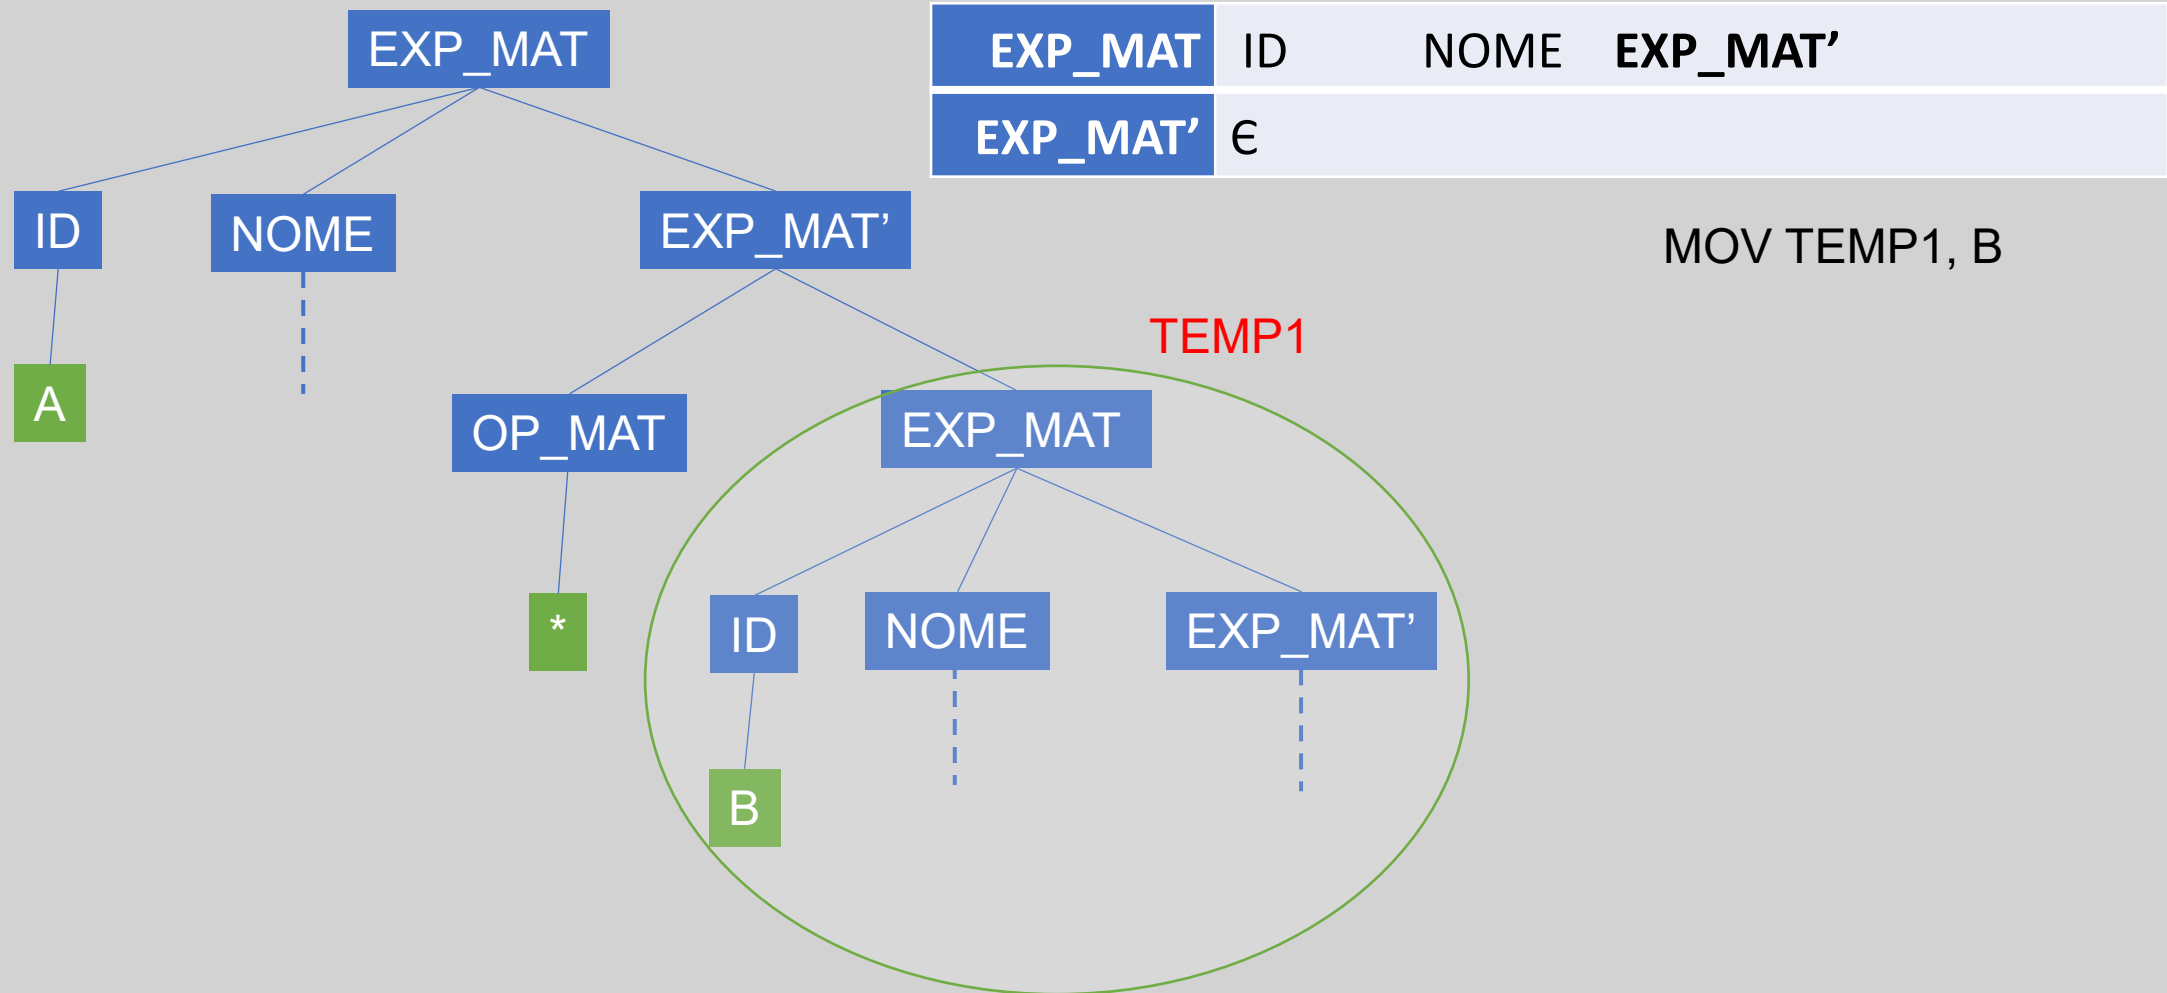 EXP_MAT
EXP_MAT ID NOME EXP_MAT’
EXP_MAT’ Є
ID NOME EXP_MAT’
MOV TEMP1, B
TEMP1
A
OP_MAT EXP_MAT
* ID NOME EXP_MAT’
B